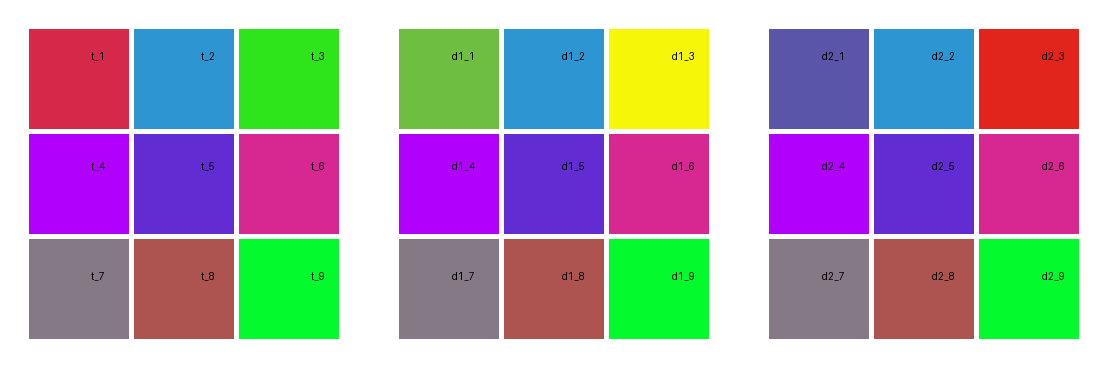 t_1 t_2 t_3 d1_1 d1_2 d1_3 d2_1 d2_2 d2_3
t_4 t_5 t_6 d1_4 d1_5 d1_6 d2_4 d2_5 d2_6
t_7 t_8 t_9 d1_7 d1_8 d1_9 d2_7 d2_8 d2_9